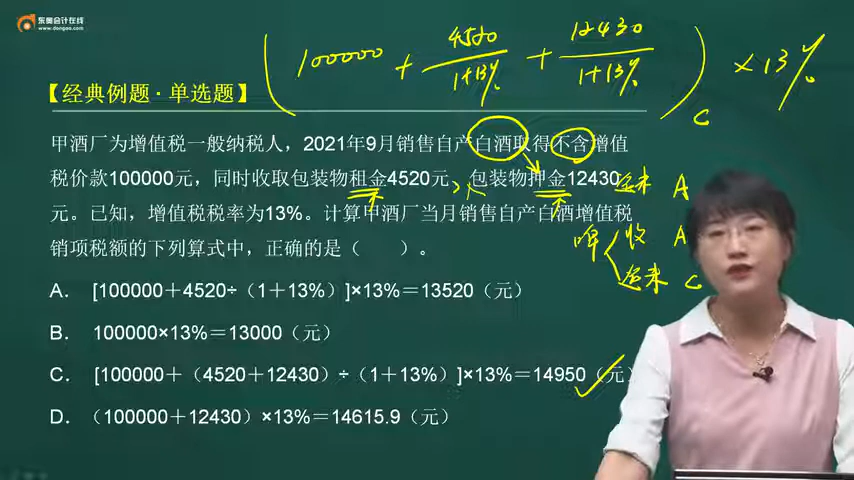 东奥会计在线
www.dongao.com
(100000 + 4520/1+13% + 12430/1+13%) × 13%
C
【经典例题·单选题】
甲酒厂为增值税一般纳税人，2021年9月销售自产白酒取得不含增值
税价款100000元，同时收取包装物租金4520元、包装物押金12430
元。已知，增值税税率为13%。计算甲酒厂当月销售自产白酒增值税
销项税额的下列算式中，正确的是（　　）。
A
啤 收 A
C
A. [100000＋4520÷（1＋13%）]×13%＝13520（元）
B. 100000×13%＝13000（元）
C. [100000＋（4520＋12430）÷（1＋13%）]×13%＝14950（元）
D.（100000＋12430）×13%＝14615.9（元）